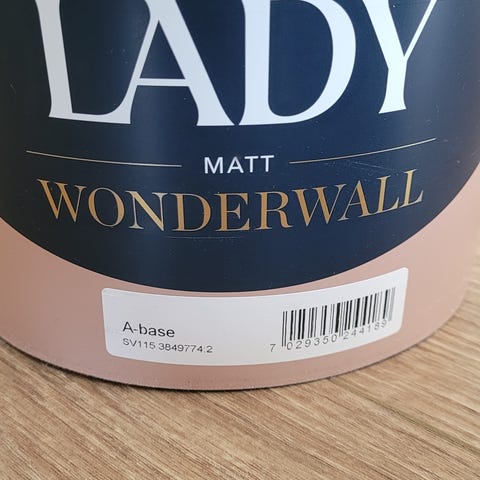 LADY
MATT
WONDERWALL
A-base
SV115 3849774:2
7 029350 244189